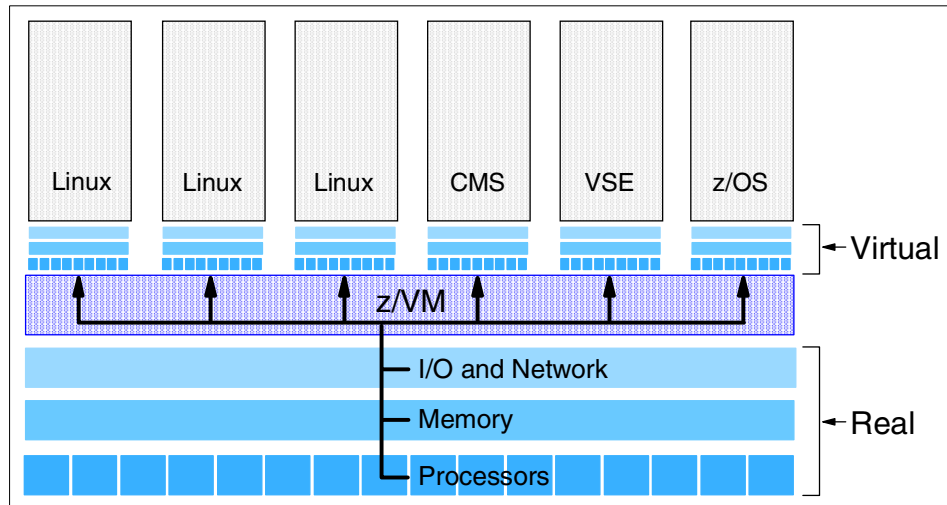 Linux
Linux
Linux
CMS
VSE
z/OS
Virtual
z/VM
I/O and Network
Memory
Real
Processors